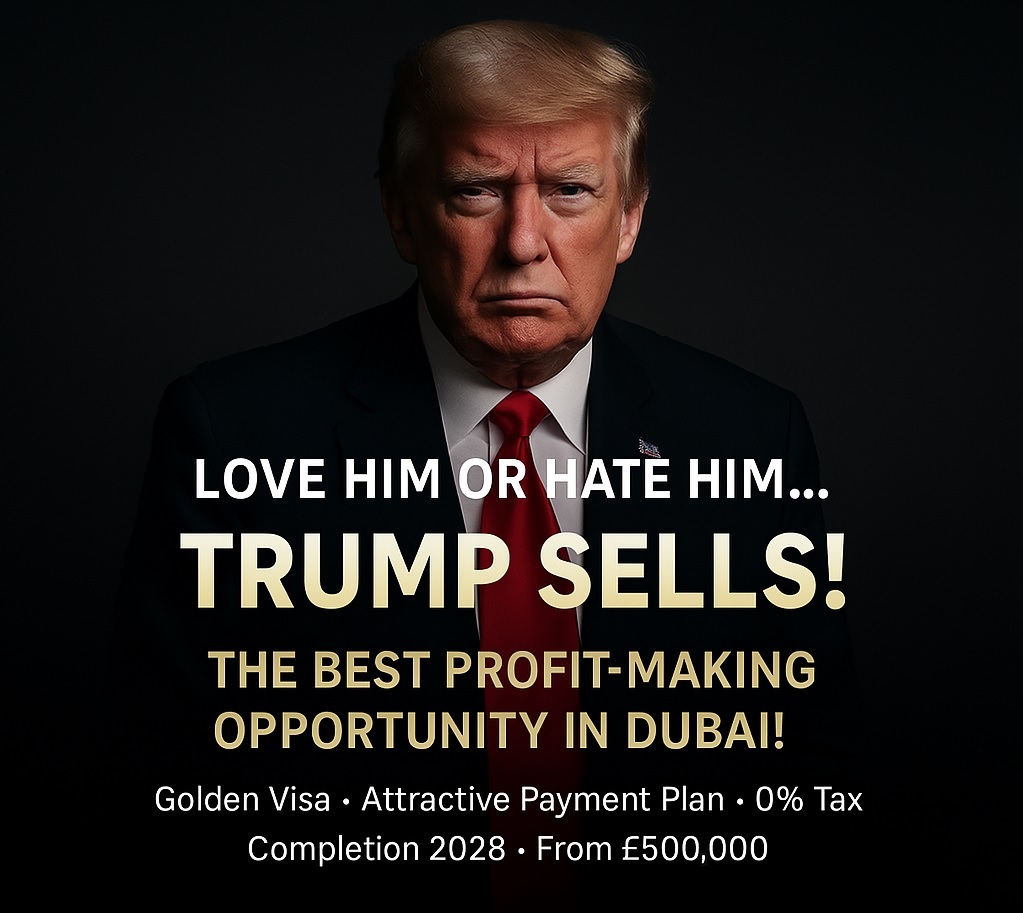 LOVE HIM OR HATE HIM...
TRUMP SELLS!
THE BEST PROFIT-MAKING
OPPORTUNITY IN DUBAI!
Golden Visa • Attractive Payment Plan • 0% Tax
Completion 2028 • From £500,000